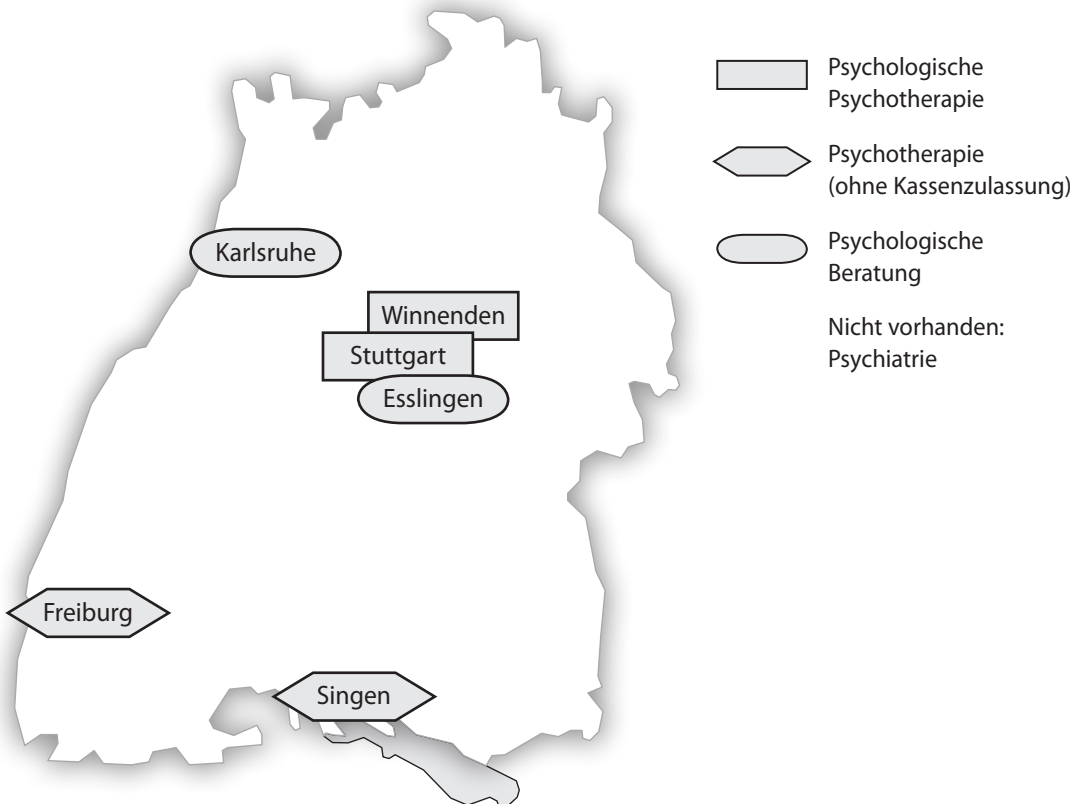 Psychologische
Psychotherapie
Psychotherapie
(ohne Kassenzulassung)
Psychologische
Beratung
Nicht vorhanden:
Psychiatrie
Karlsruhe
Winnenden
Stuttgart
Esslingen
Freiburg
Singen